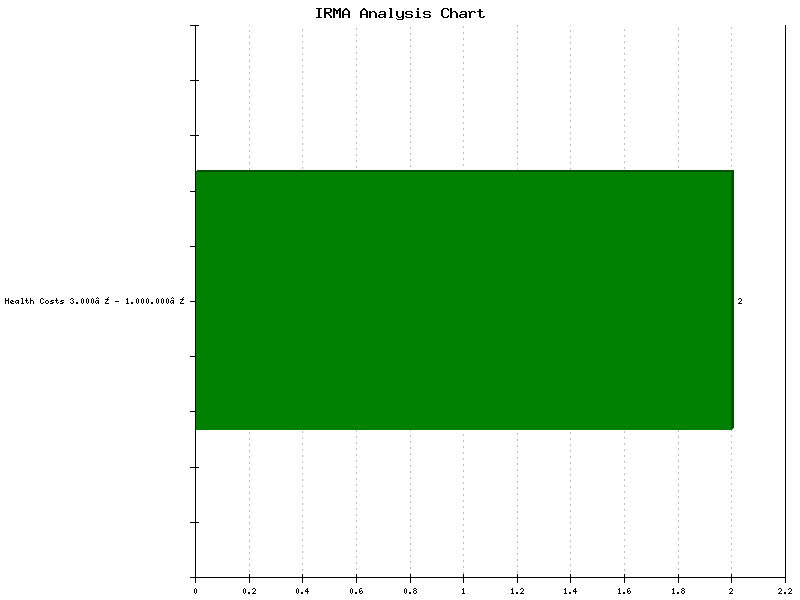 IRMA Analysis Chart
Health Costs 3.000â Ź - 1.000.000â Ź
2
0 0.2 0.4 0.6 0.8 1 1.2 1.4 1.6 1.8 2 2.2